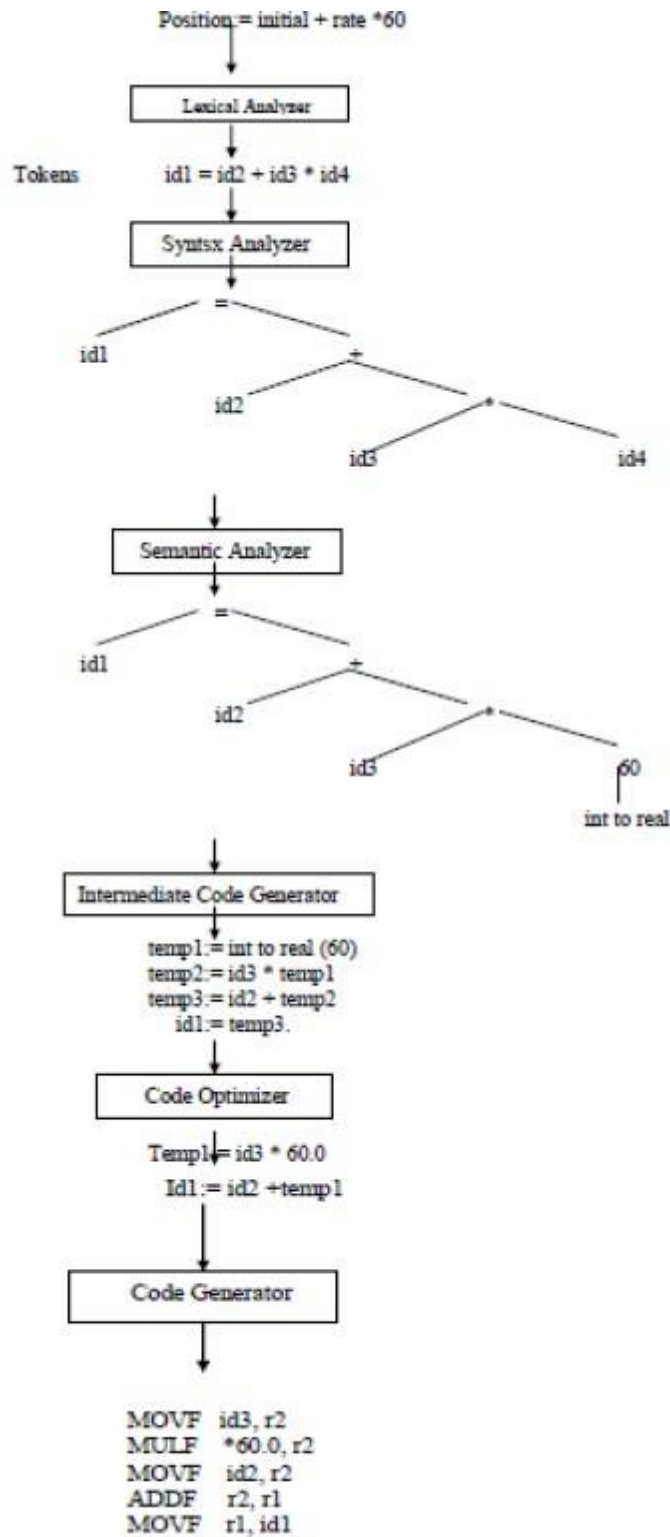 Position:= initial + rate *60
Lexical Analyzer
Tokens id1 = id2 + id3 * id4
Syntsx Analyzer
=
id1
+
id2
*
id3 id4
Semantic Analyzer
=
id1
+
id2
*
id3 60
int to real
Intermediate Code Generator
temp1:= int to real (60)
temp2:= id3 * temp1
temp3:= id2 + temp2
id1:= temp3.
Code Optimizer
Temp1:= id3 * 60.0
Id1:= id2 +temp1
Code Generator
MOVF id3, r2
MULF *60.0, r2
MOVF id2, r2
ADDF r2, r1
MOVF r1, id1